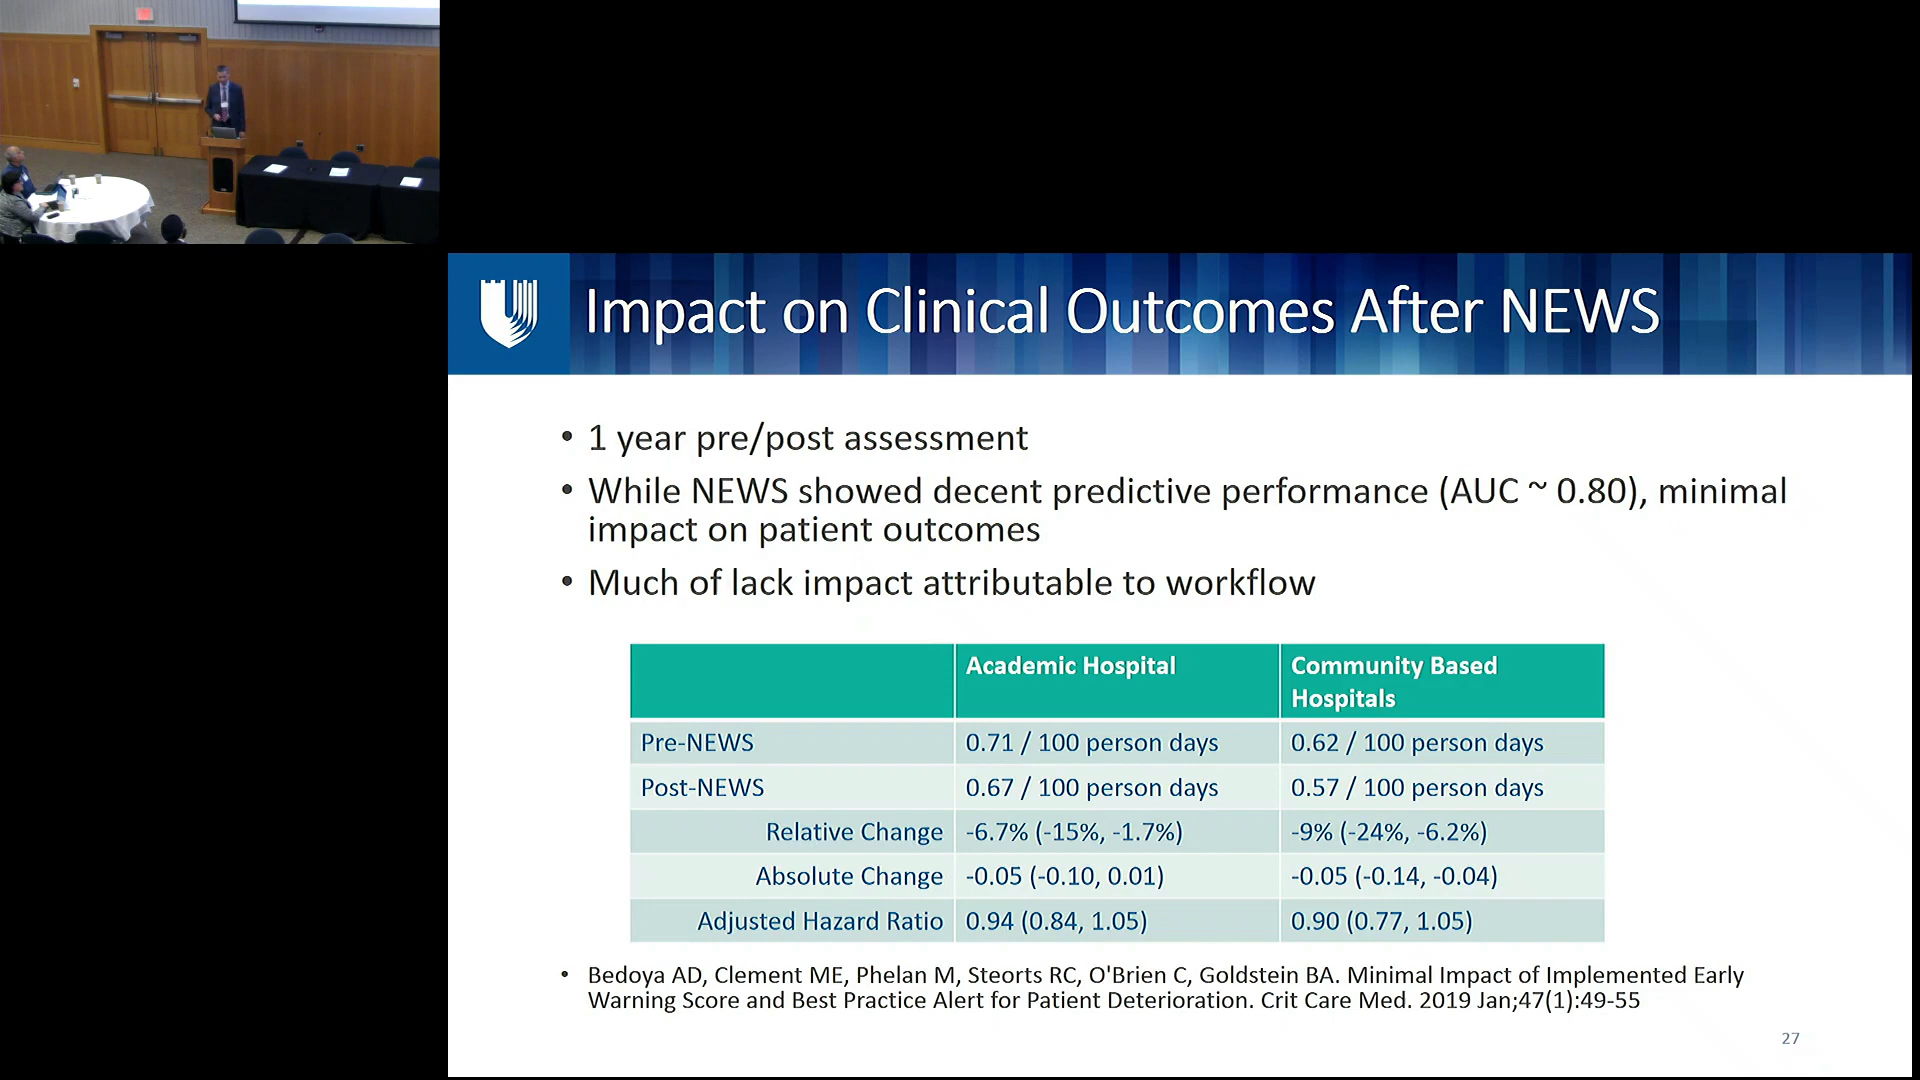 Impact on Clinical Outcomes After NEWS
• 1 year pre/post assessment
• While NEWS showed decent predictive performance (AUC ~ 0.80), minimal
impact on patient outcomes
• Much of lack impact attributable to workflow
Academic Hospital
Community Based
Hospitals
Pre-NEWS 0.71 / 100 person days 0.62 / 100 person days
Post-NEWS 0.67 / 100 person days 0.57 / 100 person days
Relative Change -6.7% (-15%, -1.7%) -9% (-24%, -6.2%)
Absolute Change -0.05 (-0.10, 0.01) -0.05 (-0.14, -0.04)
Adjusted Hazard Ratio 0.94 (0.84, 1.05) 0.90 (0.77, 1.05)
• Bedoya AD, Clement ME, Phelan M, Steorts RC, O'Brien C, Goldstein BA. Minimal Impact of Implemented Early
Warning Score and Best Practice Alert for Patient Deterioration. Crit Care Med. 2019 Jan;47(1):49-55
27